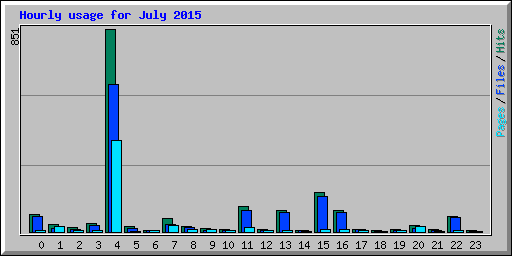 Hourly usage for July 2015
851
Pages/Files/Hits
0 1 2 3 4 5 6 7 8 9 10 11 12 13 14 15 16 17 18 19 20 21 22 23